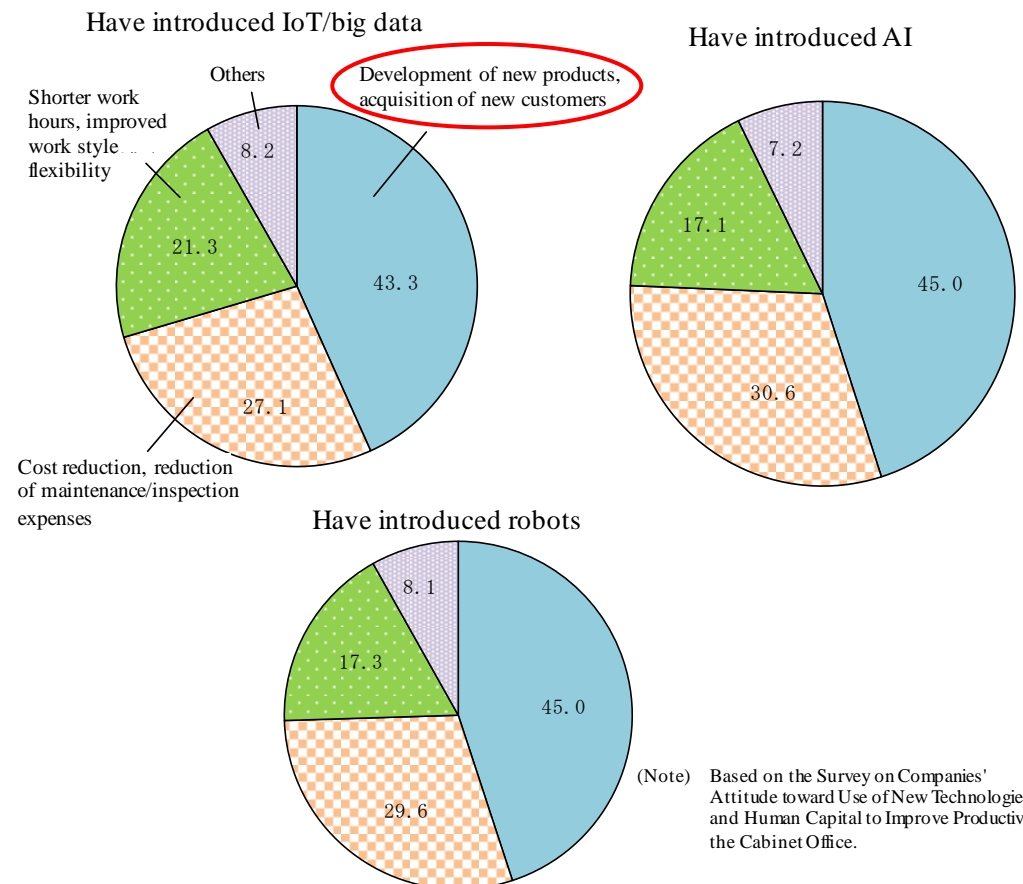 Have introduced IoT/big data
Others
Development of new products,
acquisition of new customers
Shorter work
hours, improved
work style
flexibility
8.2
21.3
43.3
27.1
Cost reduction, reduction
of maintenance/inspection
expenses
Have introduced AI
7.2
17.1
45.0
30.6
Have introduced robots
8.1
17.3
45.0
29.6
(Note) Based on the Survey on Companies'
Attitude toward Use of New Technologie
and Human Capital to Improve Productiv
the Cabinet Office.